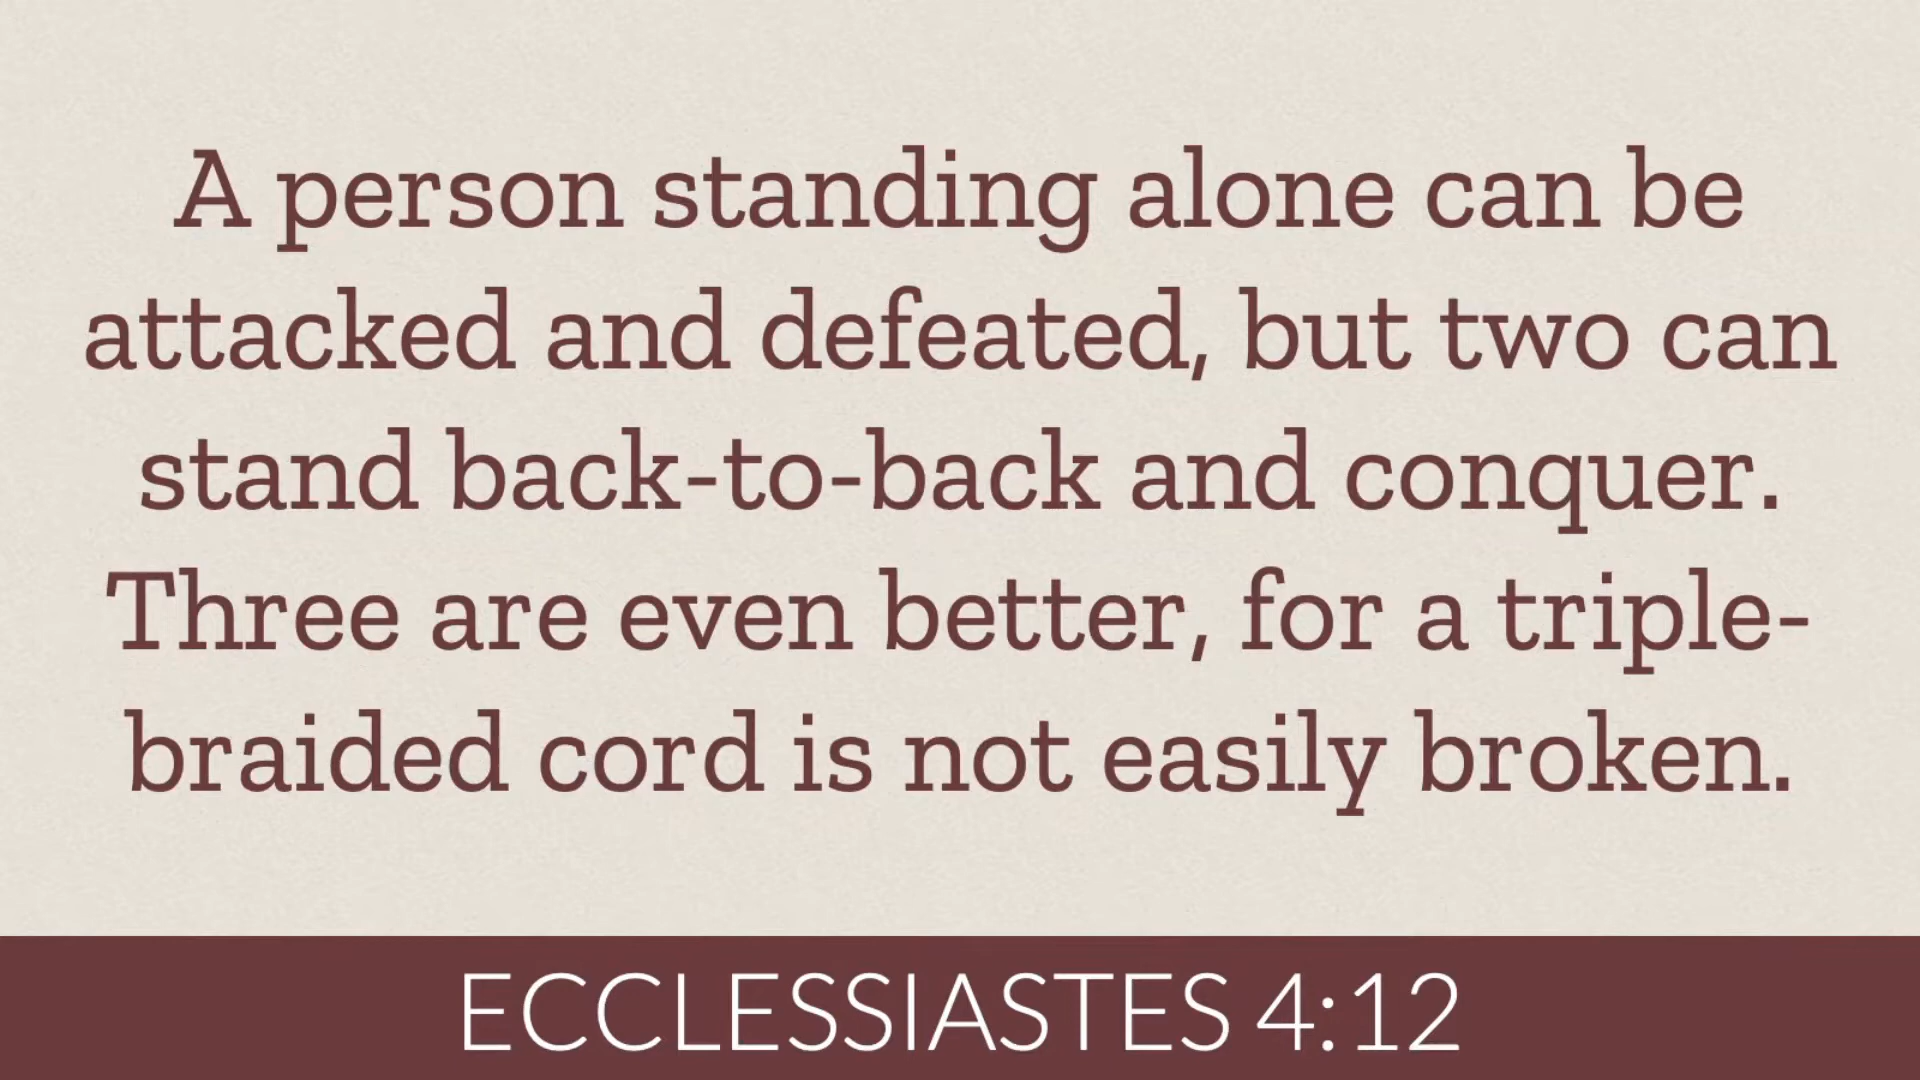 A person standing alone can be
attacked and defeated, but two can
stand back-to-back and conquer.
Three are even better, for a triple-
braided cord is not easily broken.
ECCLESSIASTES 4:12